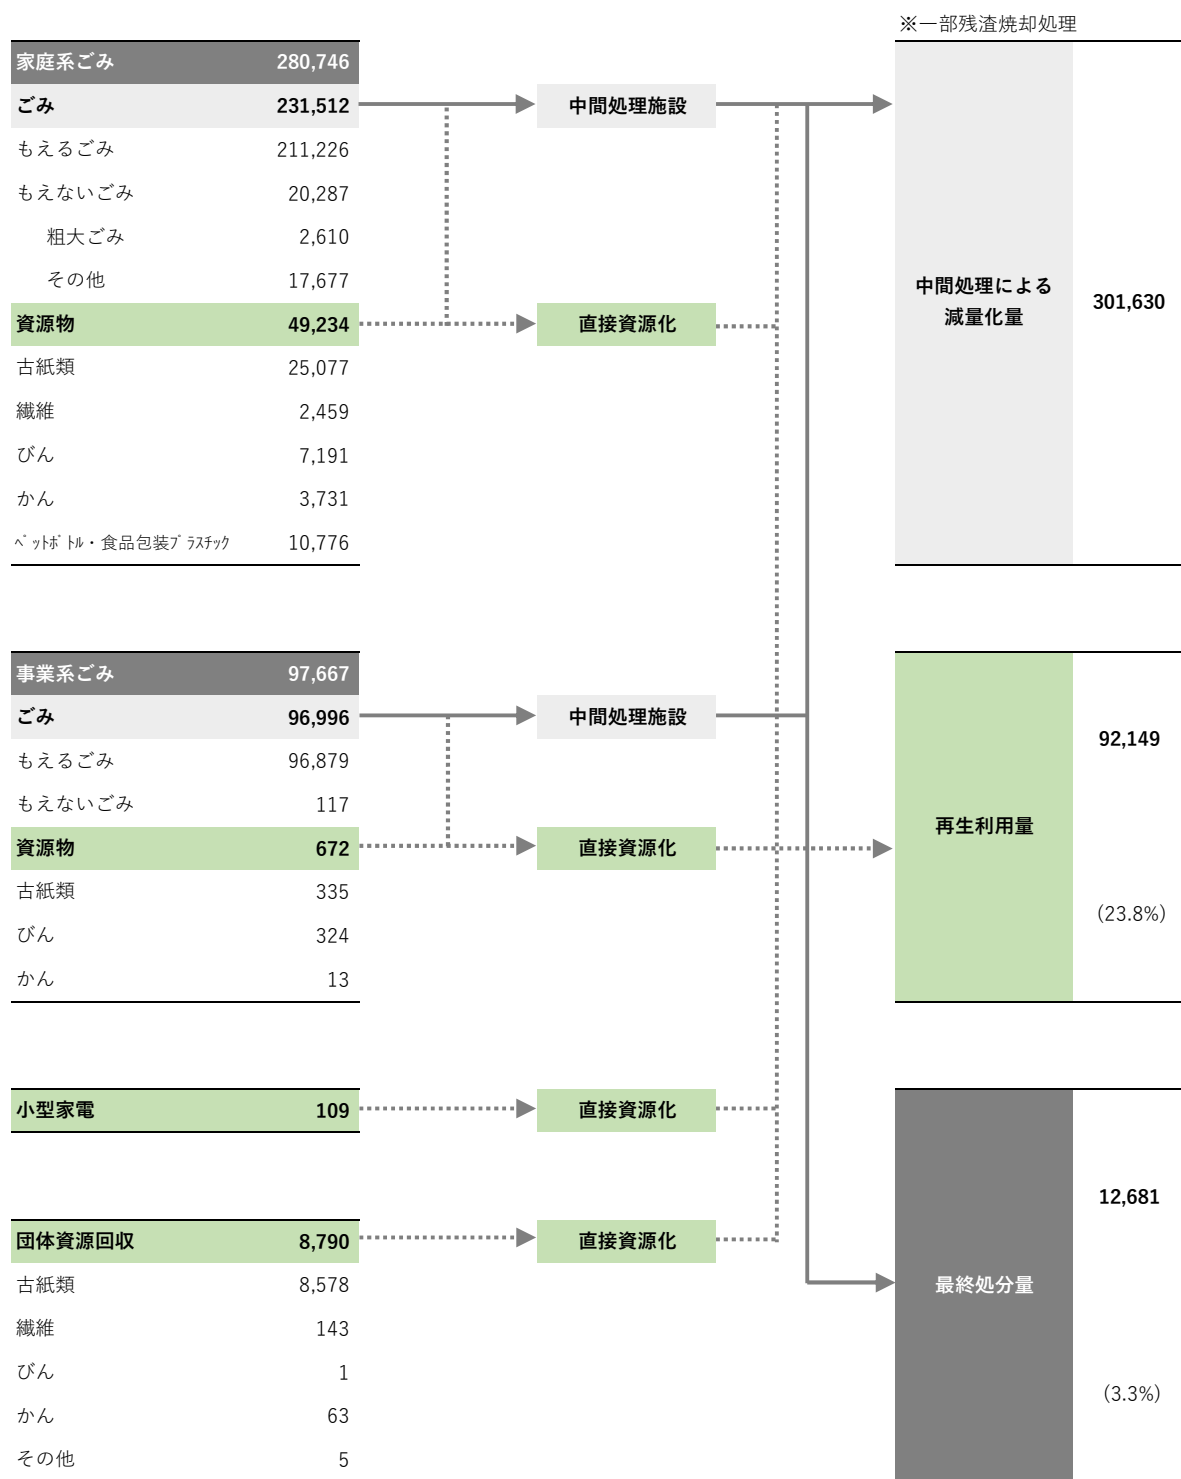 ※一部残渣焼却処理
家庭系ごみ 280,746
ごみ 231,512
もえるごみ 211,226
もえないごみ 20,287
粗大ごみ 2,610
その他 17,677
資源物 49,234
古紙類 25,077
繊維 2,459
びん 7,191
かん 3,731
ﾍﾟｯﾄﾎﾞﾄﾙ・食品包装ﾌﾟﾗｽﾁｯｸ 10,776
中間処理施設
直接資源化
中間処理による
減量化量
301,630
事業系ごみ 97,667
ごみ 96,996
もえるごみ 96,879
もえないごみ 117
資源物 672
古紙類 335
びん 324
かん 13
中間処理施設
直接資源化
再生利用量
92,149
(23.8%)
小型家電 109
直接資源化
団体資源回収 8,790
古紙類 8,578
繊維 143
びん 1
かん 63
その他 5
直接資源化
最終処分量
12,681
(3.3%)